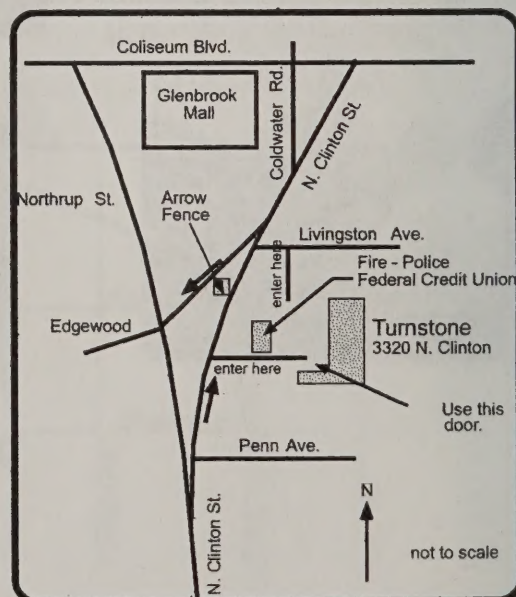 Coliseum Blvd.
Glenbrook
Mall
Coldwater Rd.
N. Clinton St.
Northrup St.
Arrow
Fence
Livingston Ave.
enter here
Fire - Police
Federal Credit Union
Edgewood
Turnstone
3320 N. Clinton
enter here
Use this
door.
Penn Ave.
N
N. Clinton St.
not to scale